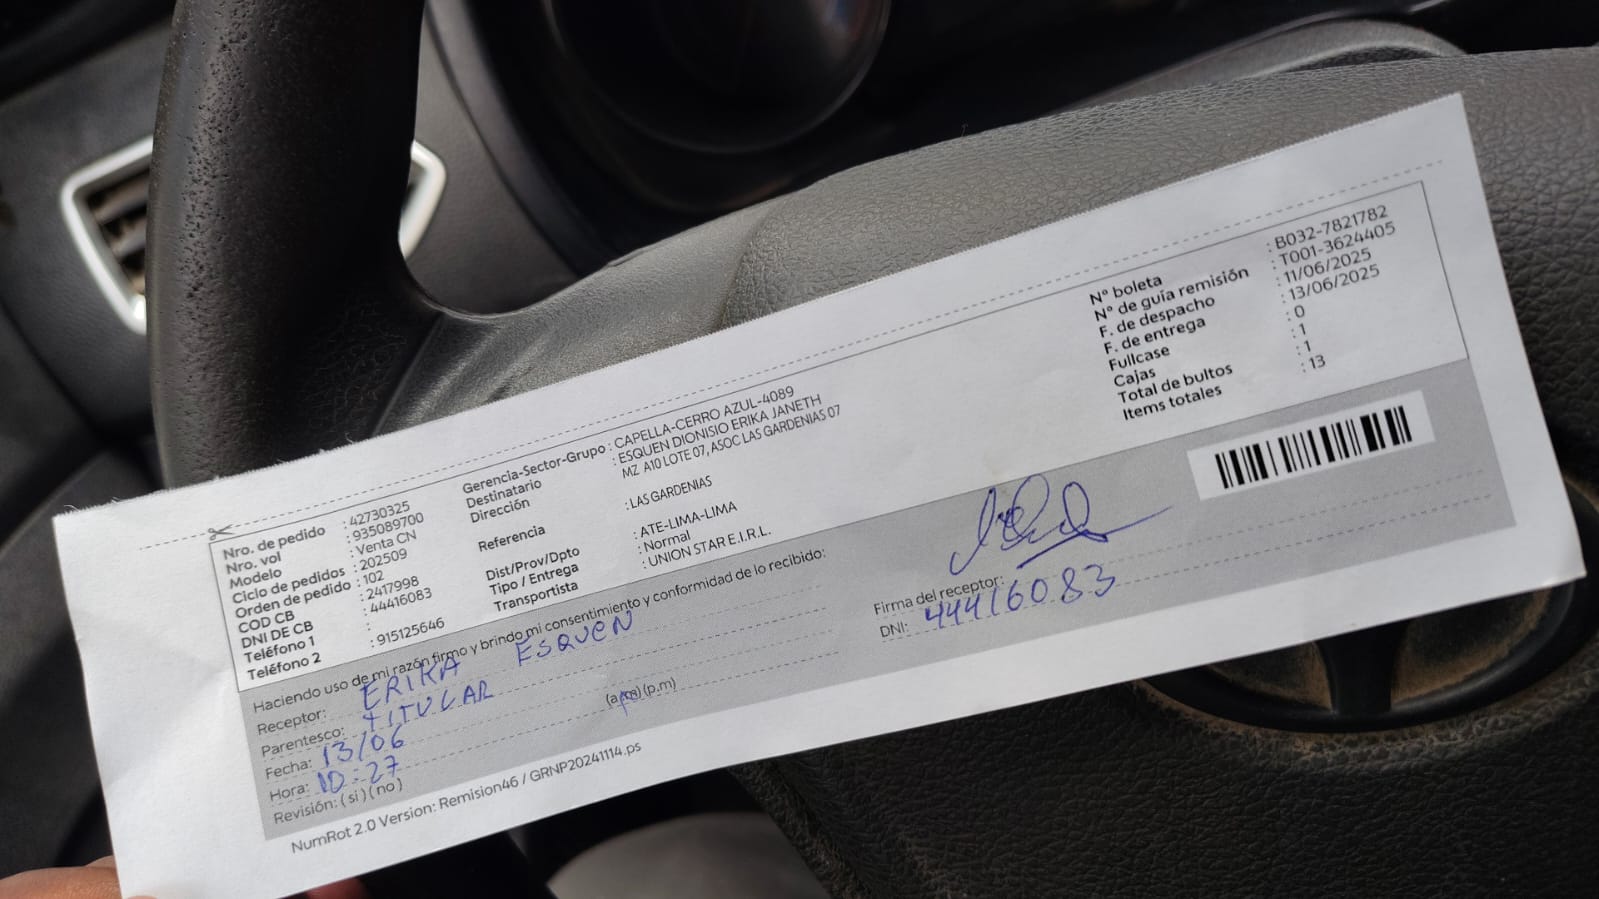 Nro. de pedido : 42730325
Nro. vol : 935089700
Modelo : Venta CN
Ciclo de pedidos : 202509
Orden de pedido : 102
COD CB : 2417998
DNI DE CB : 44416083
Teléfono 1 :
Teléfono 2 : 915125646
Gerencia-Sector-Grupo : CAPELLA-CERRO AZUL-4089
Destinatario : ESQUEN DIONISIO ERIKA JANETH
Dirección MZ A10 LOTE 07, ASOC LAS GARDENIAS 07
Referencia : LAS GARDENIAS
Dist/Prov/Dpto : ATE-LIMA-LIMA
Tipo / Entrega : Normal
Transportista : UNION STAR E.I.R.L.
N° boleta : B032-7821782
N° de guía remisión : T001-3624405
F. de despacho : 11/06/2025
F. de entrega : 13/06/2025
Fullcase : 0
Cajas : 1
Total de bultos : 1
Items totales : 13
Haciendo uso de mi razón firmo y brindo mi consentimiento y conformidad de lo recibido:
Receptor: ERIKA ESQUEN
Parentesco: TITULAR
Fecha: 13/06
Hora: 10:27 (a.m) (p.m)
Revisión: (si) (no)
Firma del receptor:
DNI: 44416083
NumRot 2.0 Version: Remision46 / GRNP20241114.ps